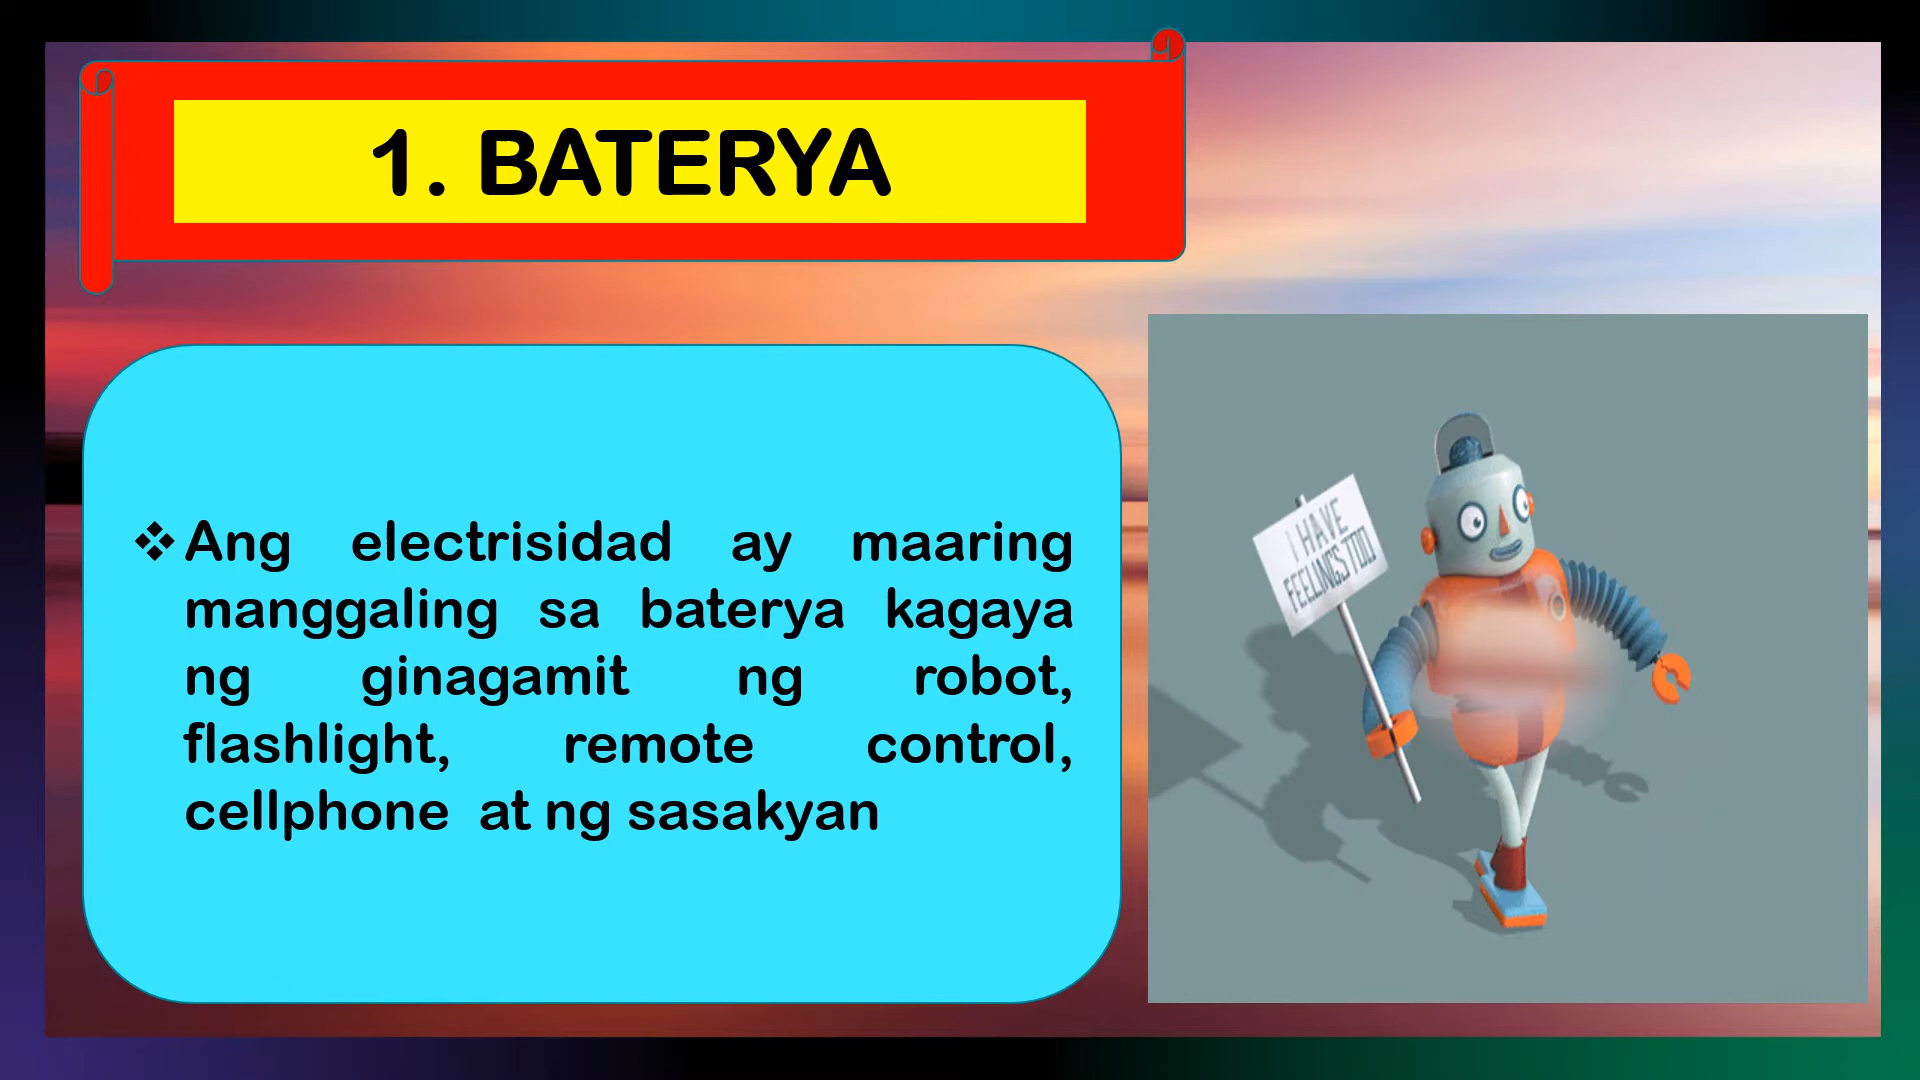 1. BATERYA
❖Ang electrisidad ay maaring
manggaling sa baterya kagaya
ng ginagamit ng robot,
flashlight, remote control,
cellphone at ng sasakyan
I HAVE
FEELINGS TOO